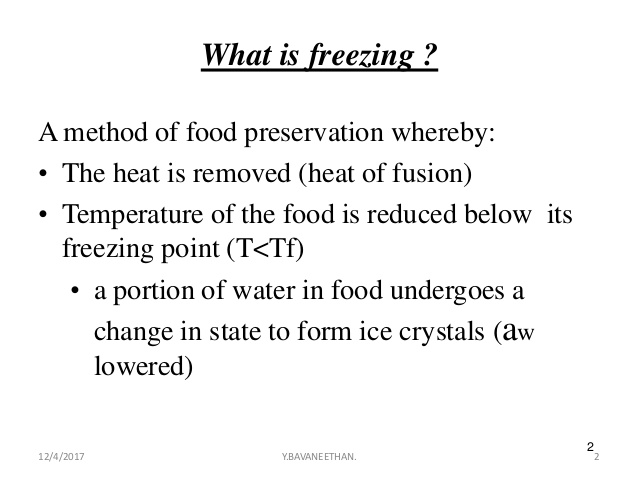 What is freezing ?
A method of food preservation whereby:
• The heat is removed (heat of fusion)
• Temperature of the food is reduced below its
freezing point (T<Tf)
• a portion of water in food undergoes a
change in state to form ice crystals (aw
lowered)
2
12/4/2017 Y.BAVANEETHAN. 2